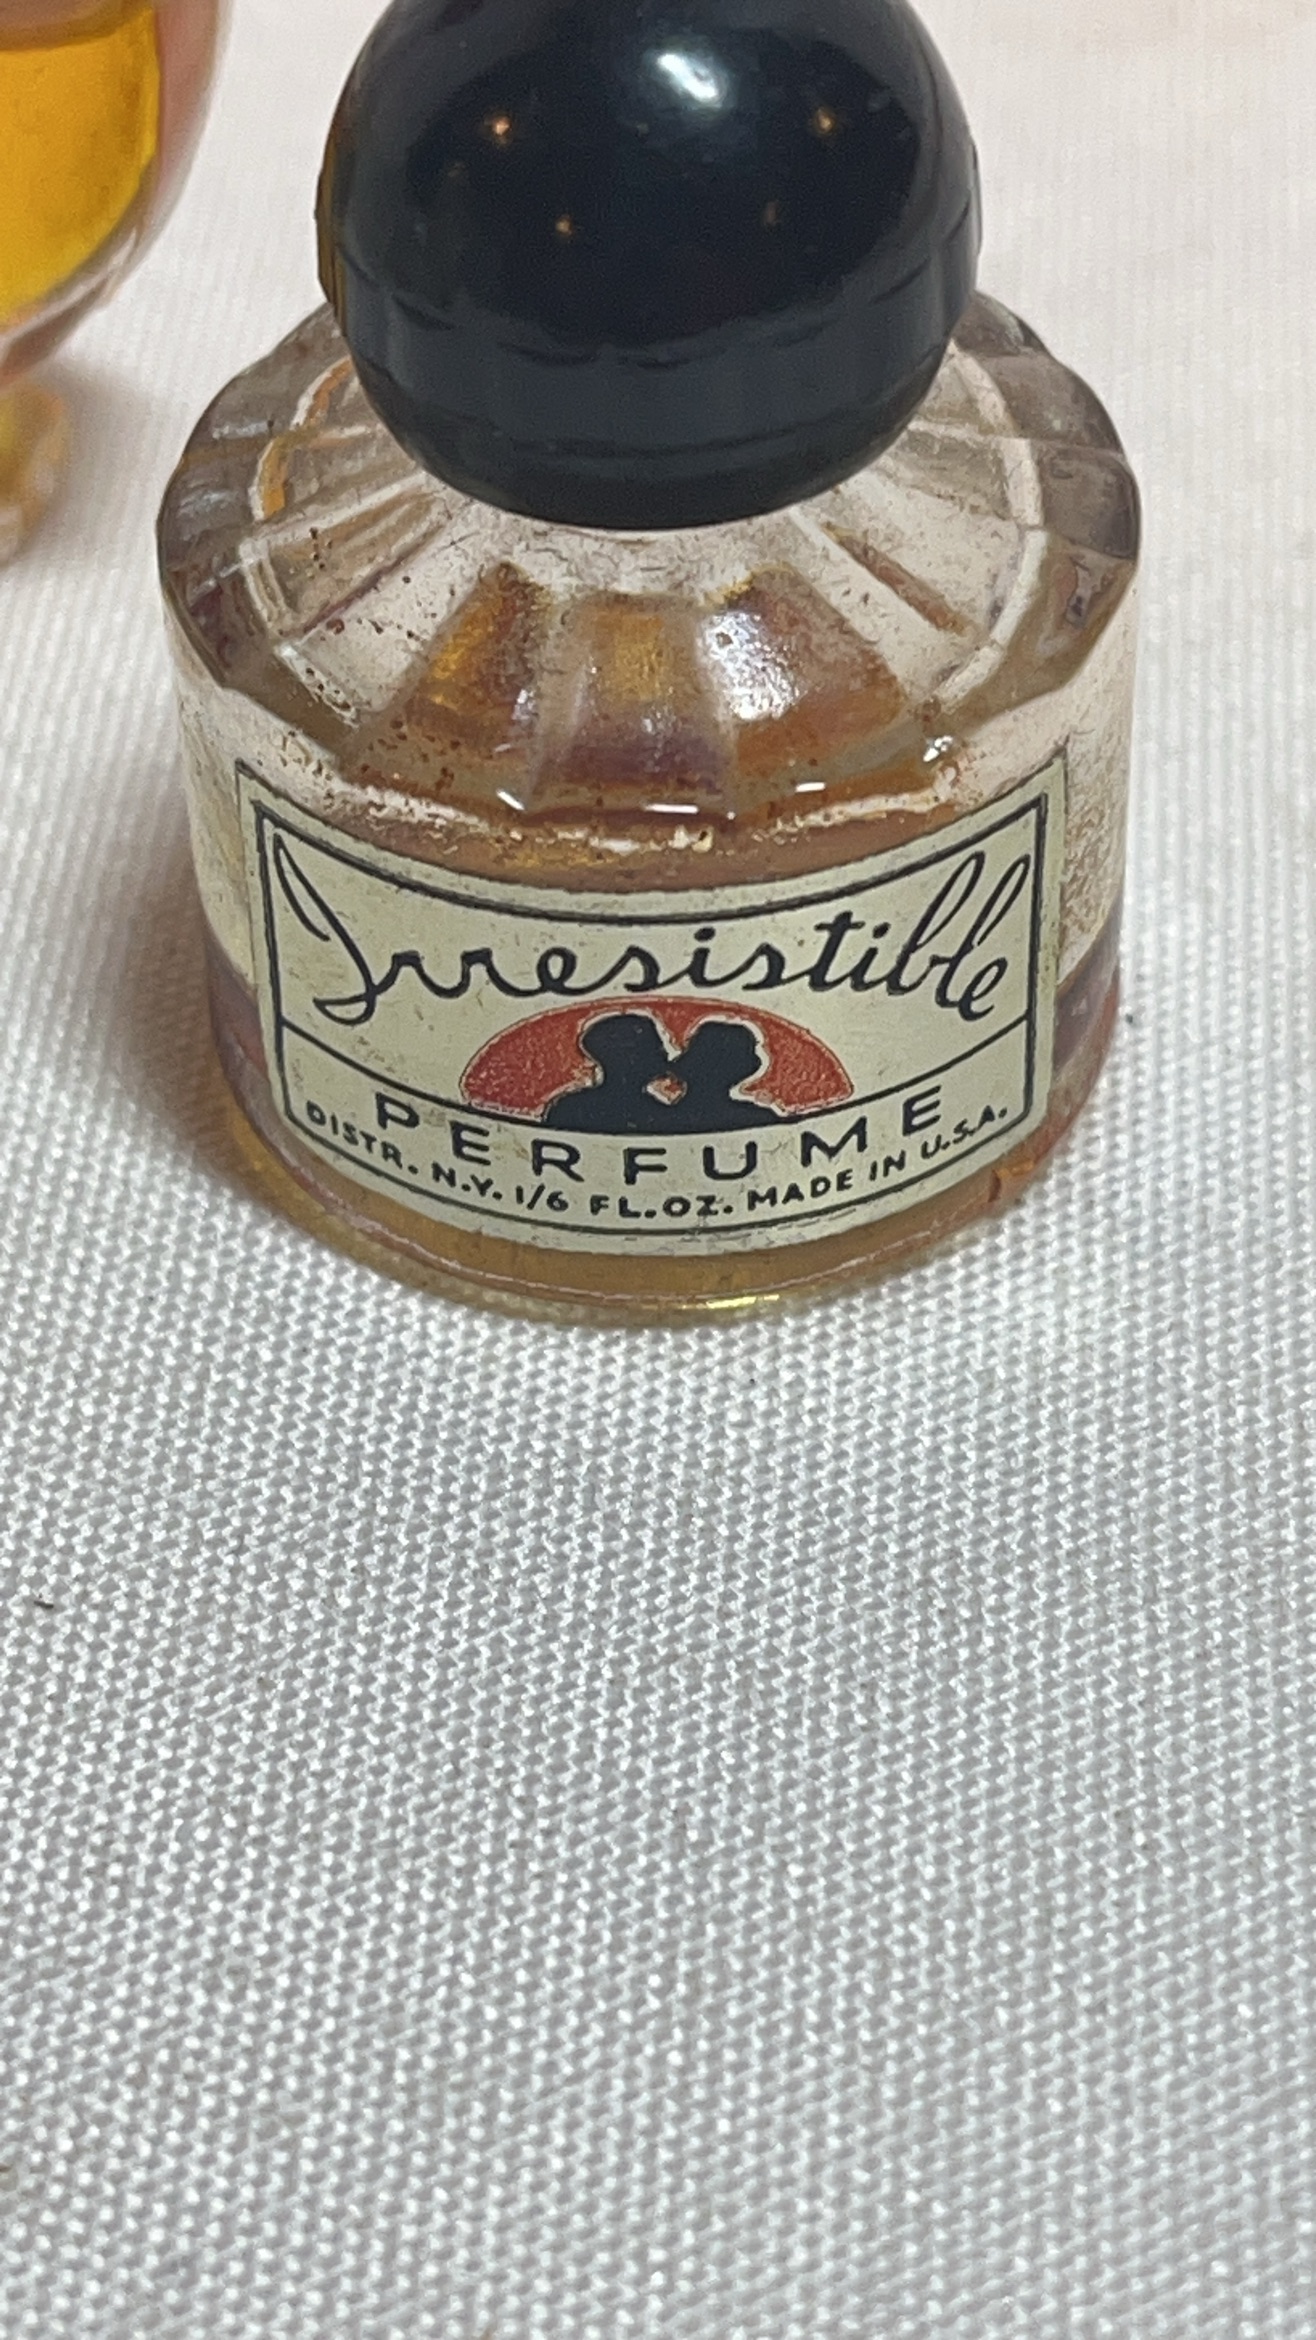 Irresistible
PERFUME
DISTR. N.Y. 1/6 FL.OZ. MADE IN U.S.A.